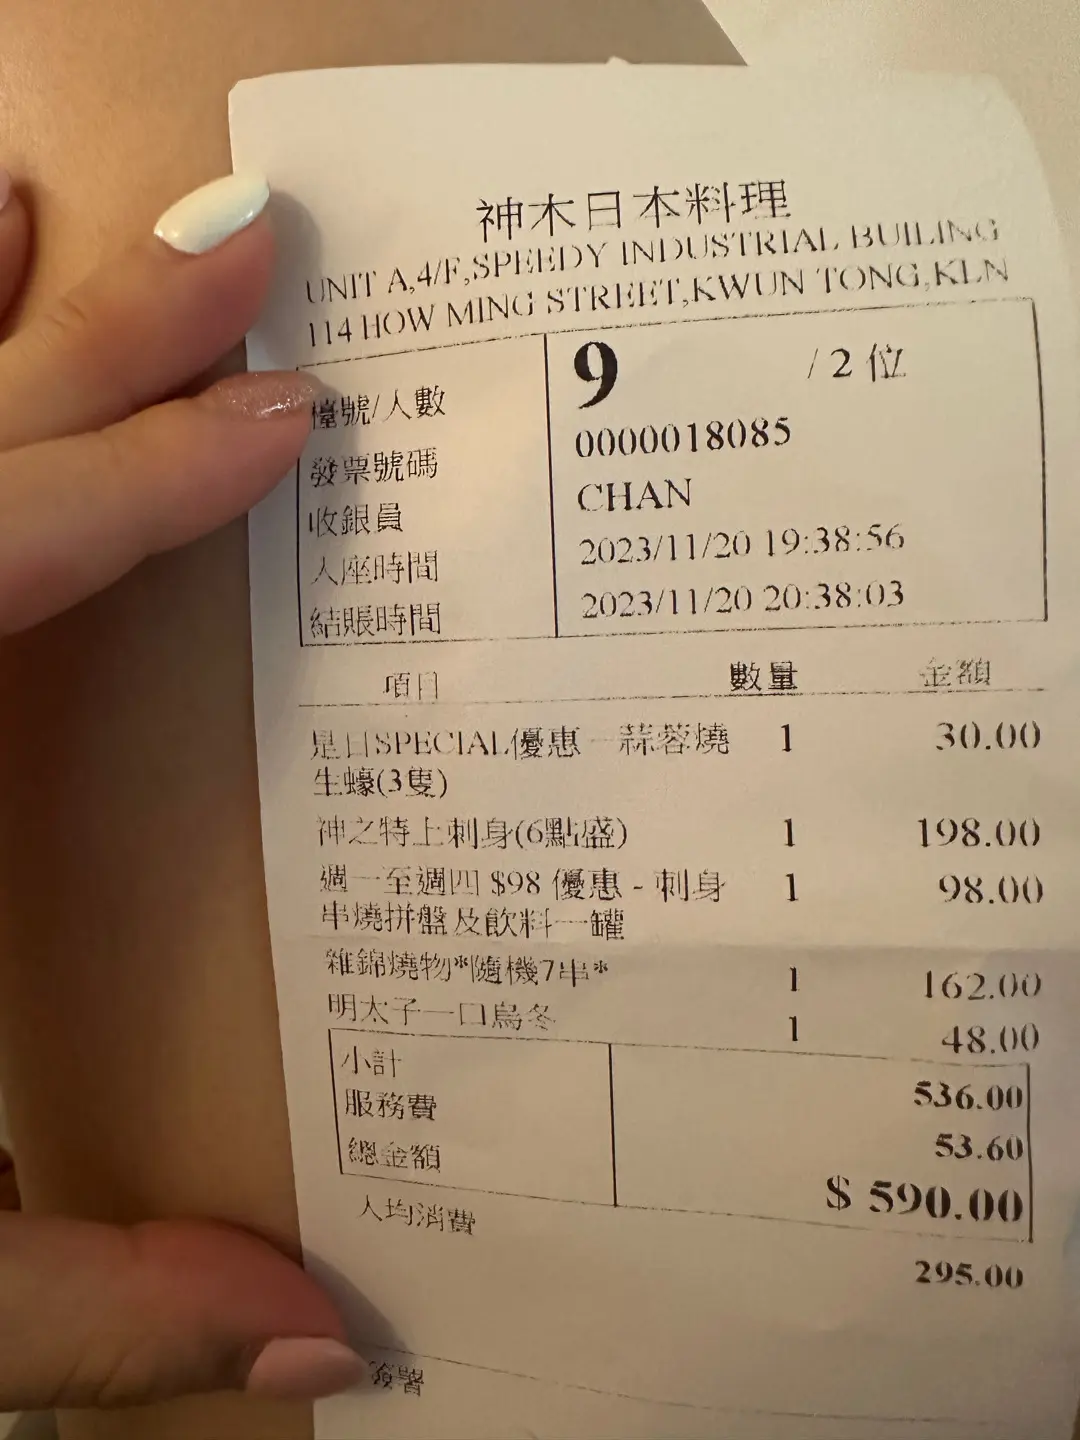 神木日本料理
UNIT A,4/F,SPEEDY INDUSTRIAL BUILING
114 HOW MING STREET,KWUN TONG,KLN
檯號/人數 9 / 2 位
發票號碼 0000018085
收銀員 CHAN
入座時間 2023/11/20 19:38:56
結賬時間 2023/11/20 20:38:03
項目 數量 金額
是日SPECIAL優惠 一 蒜蓉燒 1 30.00
生蠔(3隻)
神之特上刺身(6點盛) 1 198.00
週一至週四 $98 優惠 - 刺身 1 98.00
串燒拼盤及飲料一罐
雜錦燒物*隨機7串* 1 162.00
明太子一口烏冬 1 48.00
小計 536.00
服務費 53.60
總金額 $ 590.00
人均消費 295.00
簽署